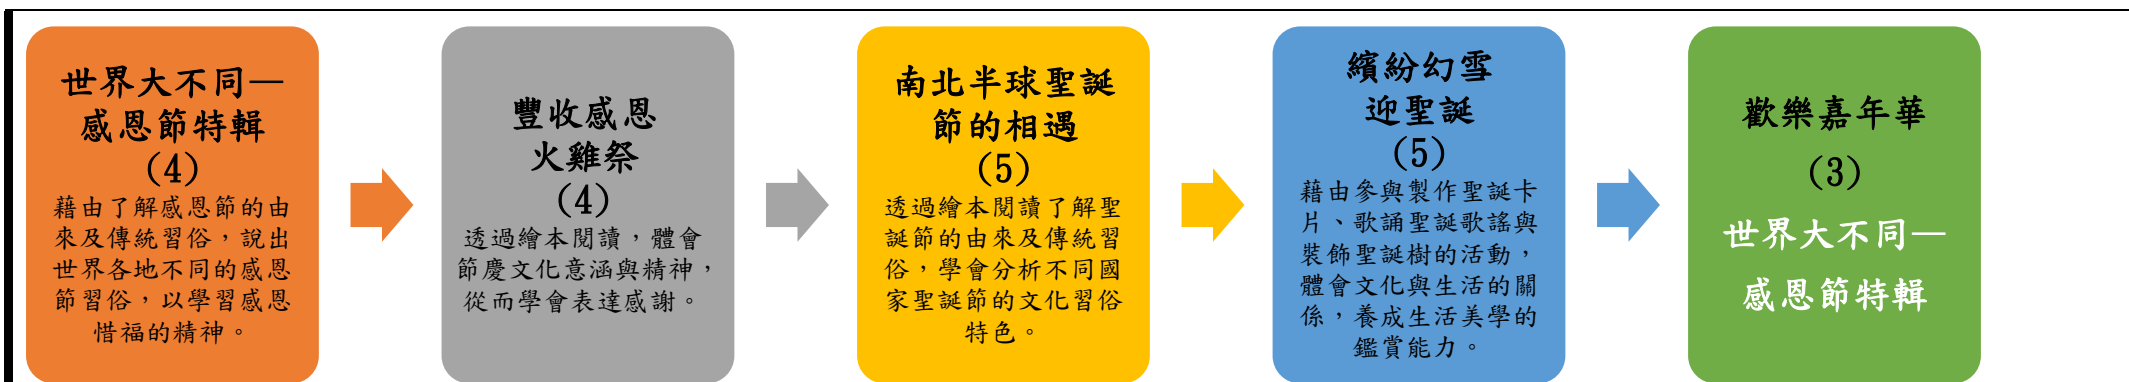 世界大不同—
感恩節特輯
(4)
藉由了解感恩節的由
來及傳統習俗，說出
世界各地不同的感恩
節習俗，以學習感恩
惜福的精神。
豐收感恩
火雞祭
(4)
透過繪本閱讀，體會
節慶文化意涵與精神，
從而學會表達感謝。
南北半球聖誕
節的相遇
(5)
透過繪本閱讀了解聖
誕節的由來及傳統習
俗，學會分析不同國
家聖誕節的文化習俗
特色。
繽紛幻雪
迎聖誕
(5)
藉由參與製作聖誕卡
片、歌誦聖誕歌謠與
裝飾聖誕樹的活動，
體會文化與生活的關
係，養成生活美學的
鑑賞能力。
歡樂嘉年華
(3)
世界大不同—
感恩節特輯